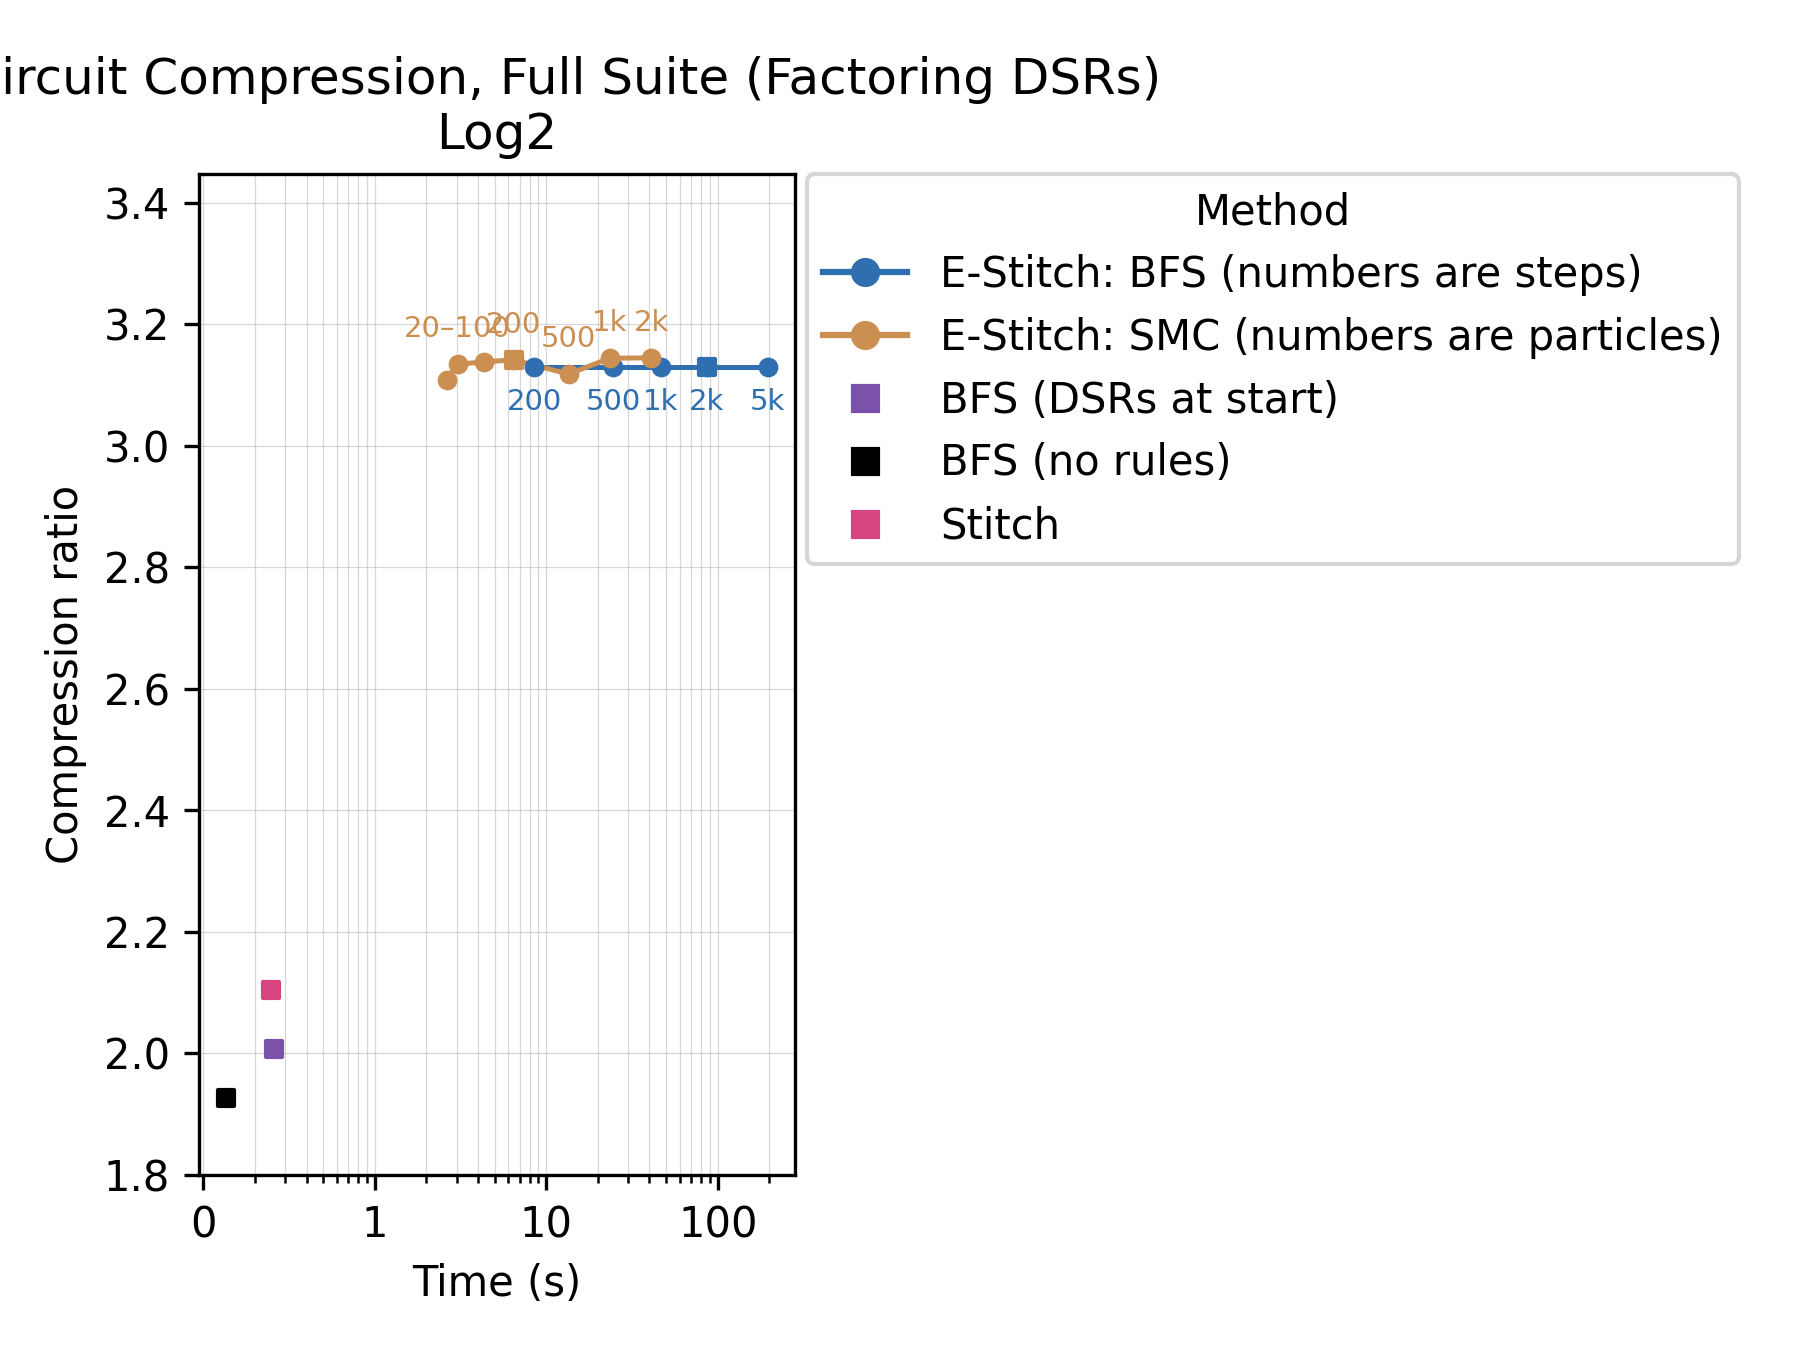 ircuit Compression, Full Suite (Factoring DSRs)
Log2
3.4
3.2
3.0
2.8
2.6
2.4
2.2
2.0
1.8
Compression ratio
20–100
200
500
1k
2k
200
500
1k
2k
5k
0
1
10
100
Time (s)
Method
E-Stitch: BFS (numbers are steps)
E-Stitch: SMC (numbers are particles)
BFS (DSRs at start)
BFS (no rules)
Stitch